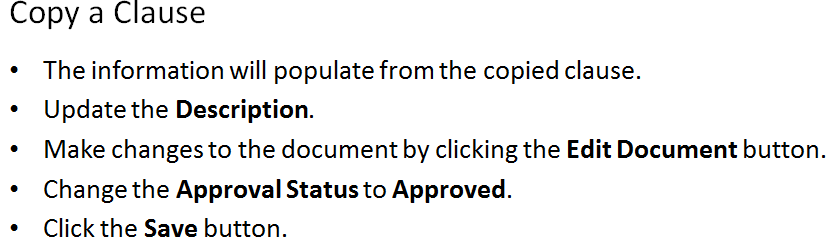 Copy a Clause
• The information will populate from the copied clause.
• Update the Description.
• Make changes to the document by clicking the Edit Document button.
• Change the Approval Status to Approved.
• Click the Save button.